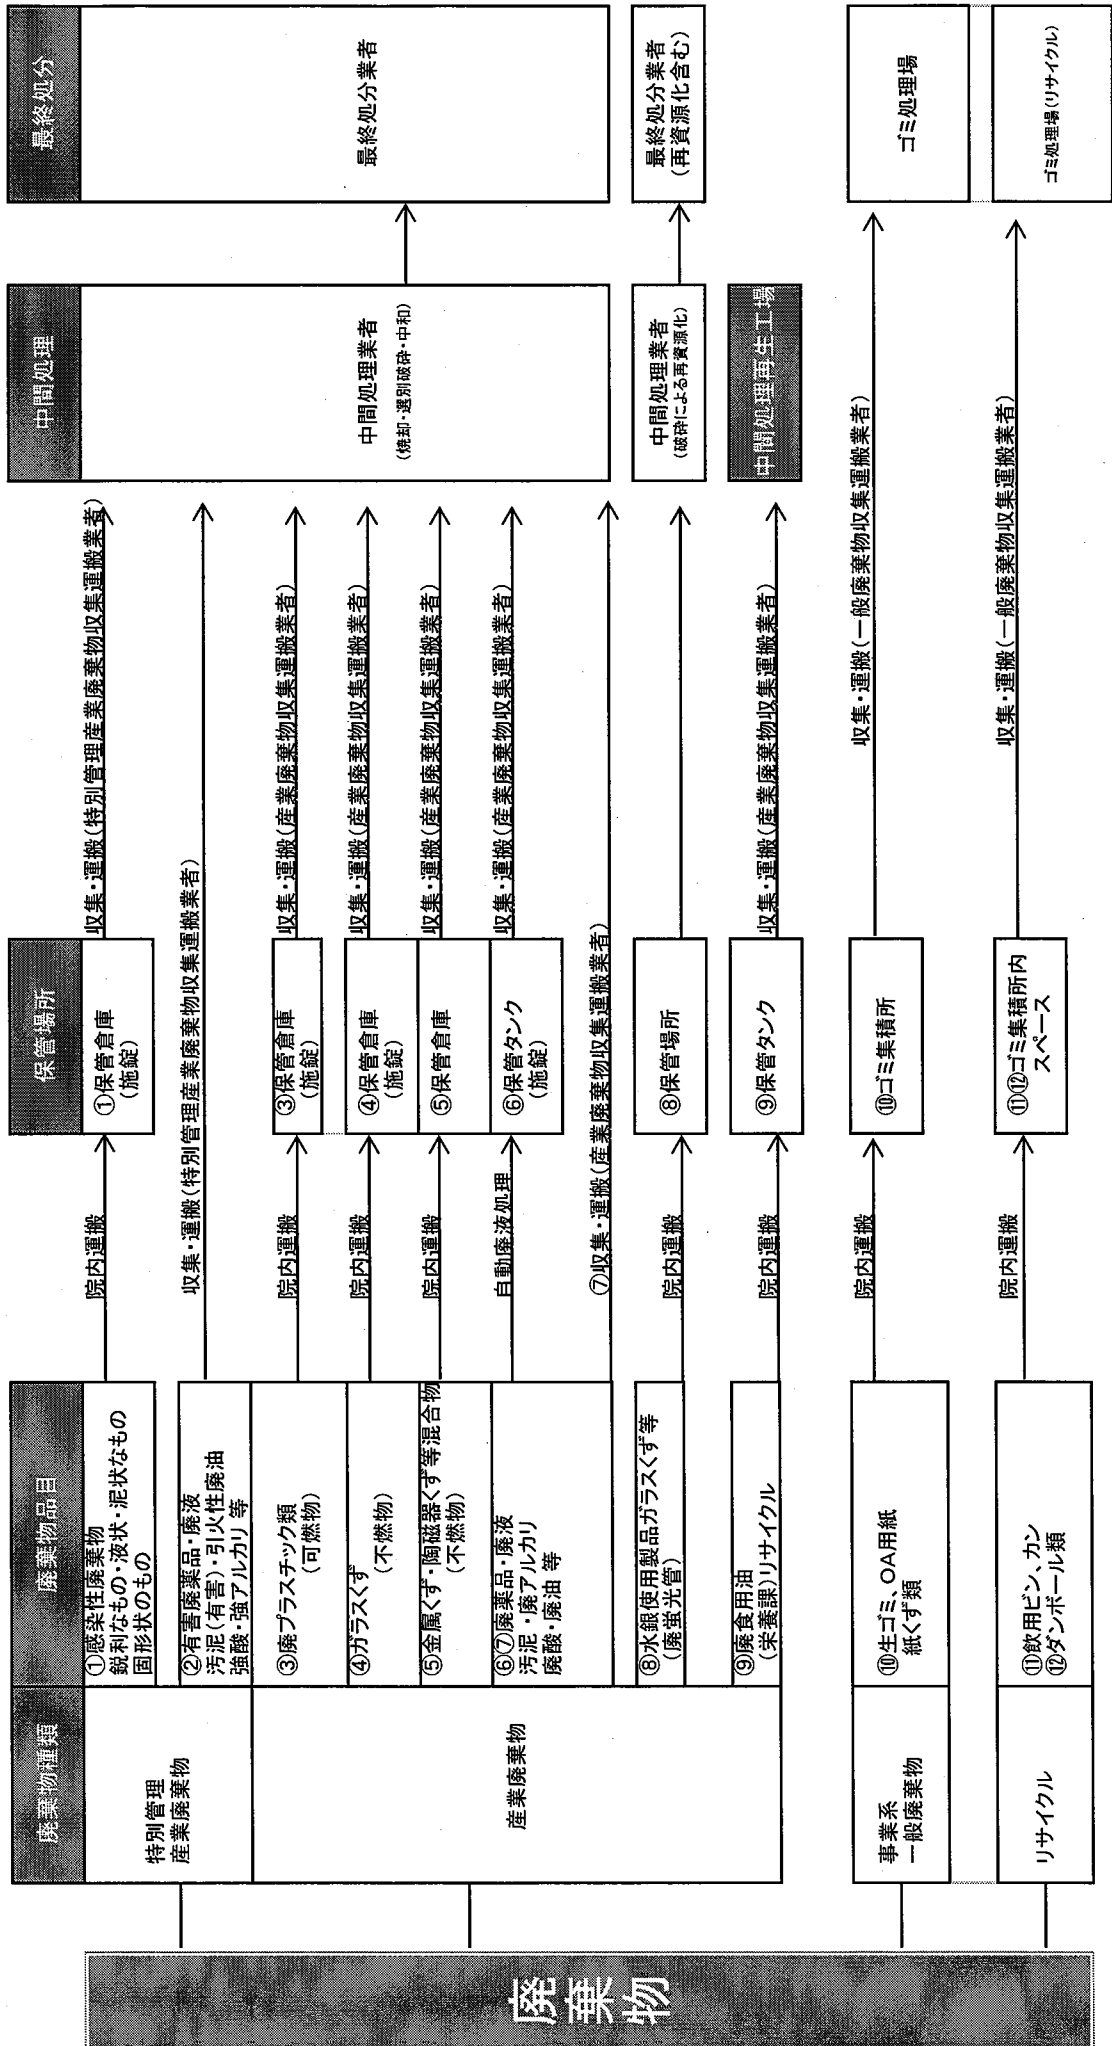 廃棄物
廃棄物種類
廃棄物品目
保管場所
中間処理
最終処分
特別管理
産業廃棄物
①感染性廃棄物
鋭利なもの・液状・泥状なもの
固形状のもの
院内運搬
①保管倉庫
(施錠)
収集・運搬(特別管理産業廃棄物収集運搬業者)
②有害廃薬品・廃液
汚泥(有害)・引火性廃油
強酸・強アルカリ 等
収集・運搬(特別管理産業廃棄物収集運搬業者)
産業廃棄物
③廃プラスチック類
(可燃物)
院内運搬
③保管倉庫
(施錠)
収集・運搬(産業廃棄物収集運搬業者)
④ガラスくず
(不燃物)
院内運搬
④保管倉庫
(施錠)
収集・運搬(産業廃棄物収集運搬業者)
⑤金属くず・陶磁器くず等混合物
(不燃物)
院内運搬
⑤保管倉庫
収集・運搬(産業廃棄物収集運搬業者)
⑥⑦廃薬品・廃液
汚泥・廃アルカリ
廃酸・廃油 等
自動廃液処理
⑥保管タンク
(施錠)
収集・運搬(産業廃棄物収集運搬業者)
⑦収集・運搬(産業廃棄物収集運搬業者)
中間処理業者
(焼却・選別破砕・中和)
最終処分業者
⑧水銀使用製品ガラスくず等
(廃蛍光管)
院内運搬
⑧保管場所
中間処理業者
(破砕による再資源化)
最終処分業者
(再資源化含む)
⑨廃食用油
(栄養課)リサイクル
院内運搬
⑨保管タンク
収集・運搬(産業廃棄物収集運搬業者)
中間処理再生工場
事業系
一般廃棄物
⑩生ゴミ、OA用紙
紙くず類
院内運搬
⑩ゴミ集積所
収集・運搬(一般廃棄物収集運搬業者)
ゴミ処理場
リサイクル
⑪飲用ビン、カン
⑫ダンボール類
院内運搬
⑪⑫ゴミ集積所内
スペース
収集・運搬(一般廃棄物収集運搬業者)
ゴミ処理場(リサイクル)